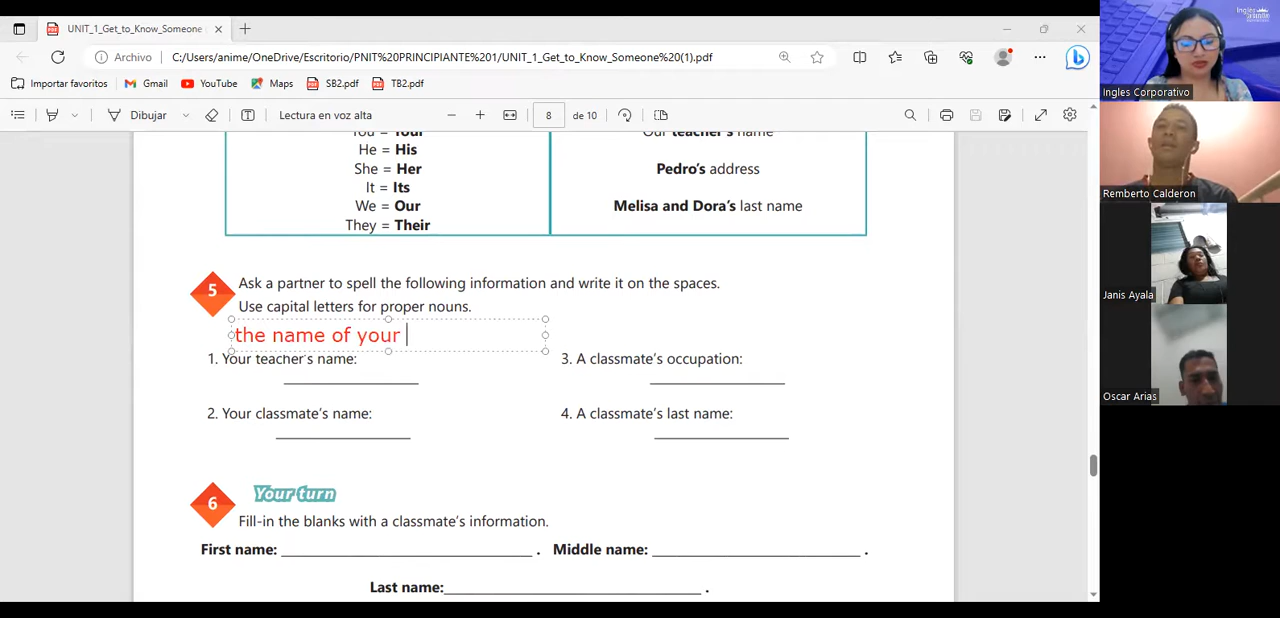 UNIT_1_Get_to_Know_Someone
Archivo C:/Users/anime/OneDrive/Escritorio/PNIT%20PRINCIPIANTE%201/UNIT_1_Get_to_Know_Someone%20(1).pdf
Importar favoritos Gmail YouTube Maps SB2.pdf TB2.pdf
Dibujar Lectura en voz alta 8 de 10
You = Your
He = His
She = Her
It = Its
We = Our
They = Their
Our teacher's name
Pedro's address
Melisa and Dora's last name
5 Ask a partner to spell the following information and write it on the spaces.
Use capital letters for proper nouns.
the name of your
1. Your teacher's name:
2. Your classmate's name:
3. A classmate's occupation:
4. A classmate's last name:
6 Your turn
Fill-in the blanks with a classmate's information.
First name: . Middle name: .
Last name: .
Ingles Corporativo
Remberto Calderon
Janis Ayala
Oscar Arias